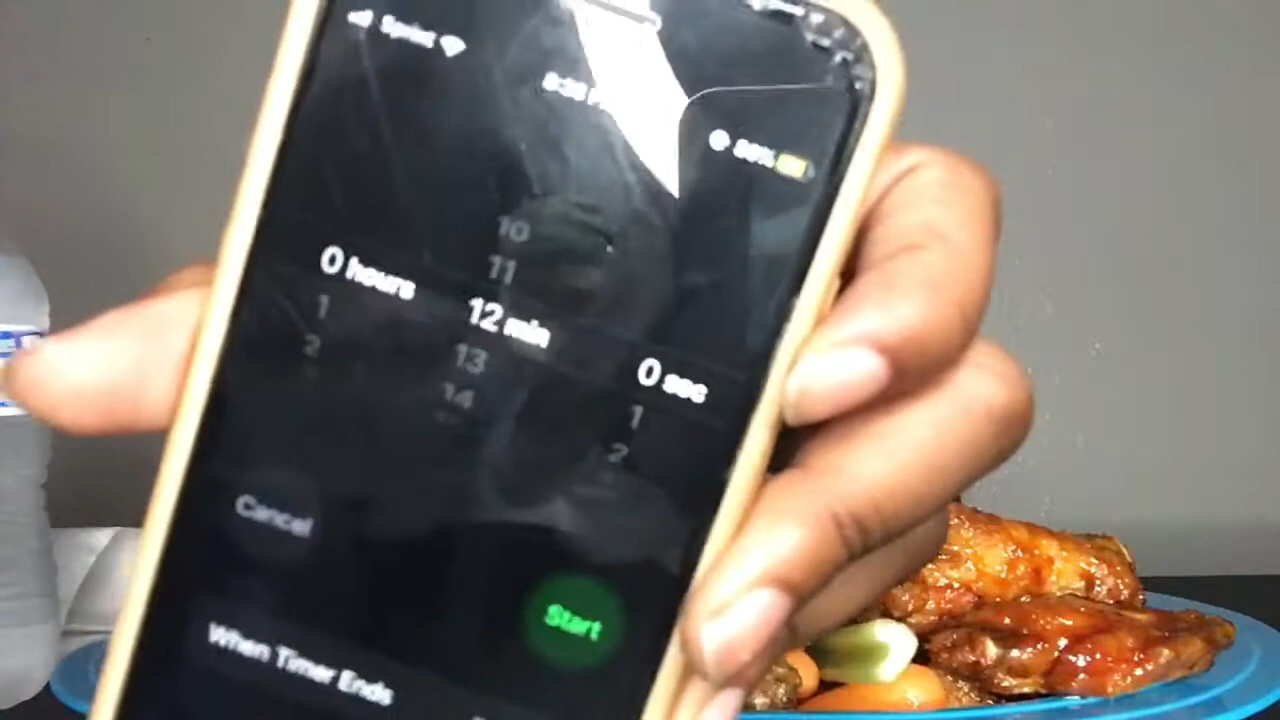 Sprint
10
11
0 hours 12 min 0 sec
1 13 1
2 14 2
Cancel
Start
When Timer Ends